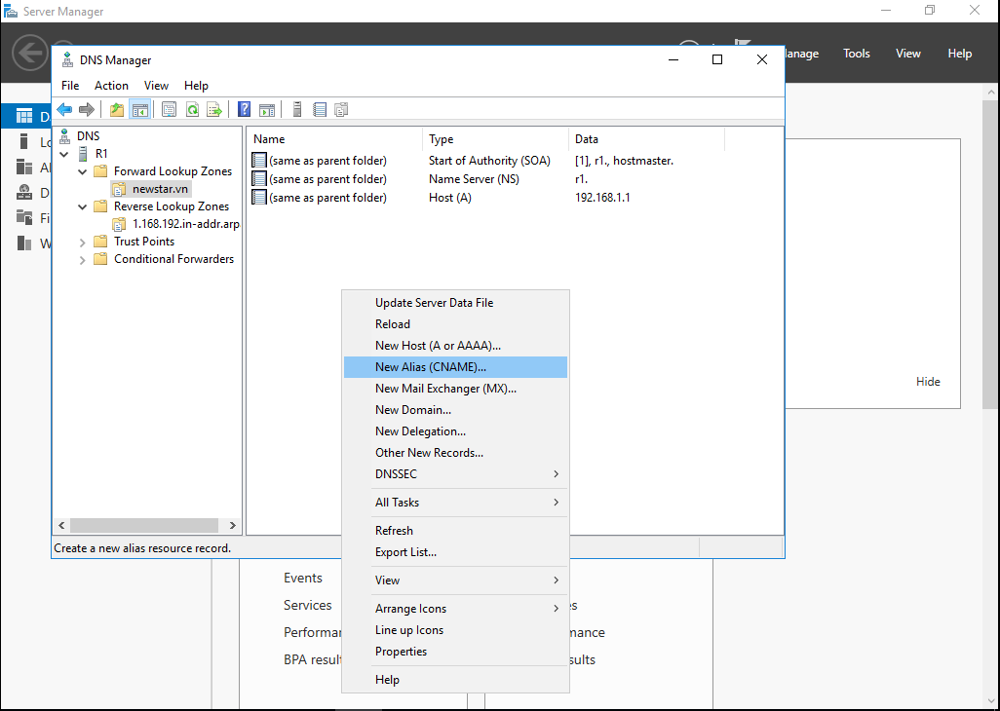 Server Manager
Manage Tools View Help
DNS Manager
File Action View Help
DNS
R1
Forward Lookup Zones
newstar.vn
Reverse Lookup Zones
1.168.192.in-addr.arp
Trust Points
Conditional Forwarders
Name Type Data
(same as parent folder) Start of Authority (SOA) [1], r1., hostmaster.
(same as parent folder) Name Server (NS) r1.
(same as parent folder) Host (A) 192.168.1.1
Update Server Data File
Reload
New Host (A or AAAA)...
New Alias (CNAME)...
New Mail Exchanger (MX)...
New Domain...
New Delegation...
Other New Records...
DNSSEC
All Tasks
Refresh
Export List...
View
Arrange Icons
Line up Icons
Properties
Help
Hide
Create a new alias resource record.
Events
Services
Performa
BPA result
es
mance
sults